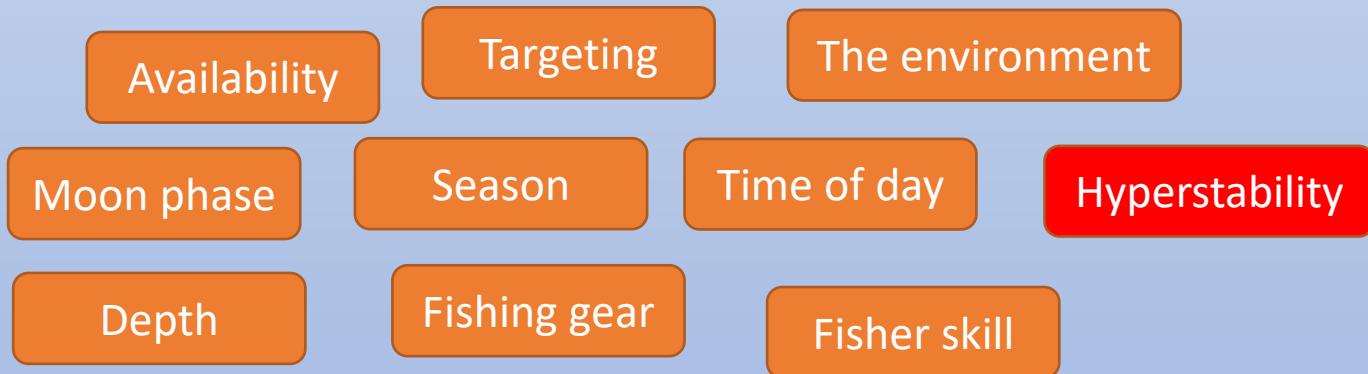 Availability
Targeting
The environment
Moon phase
Season
Time of day
Hyperstability
Depth
Fishing gear
Fisher skill